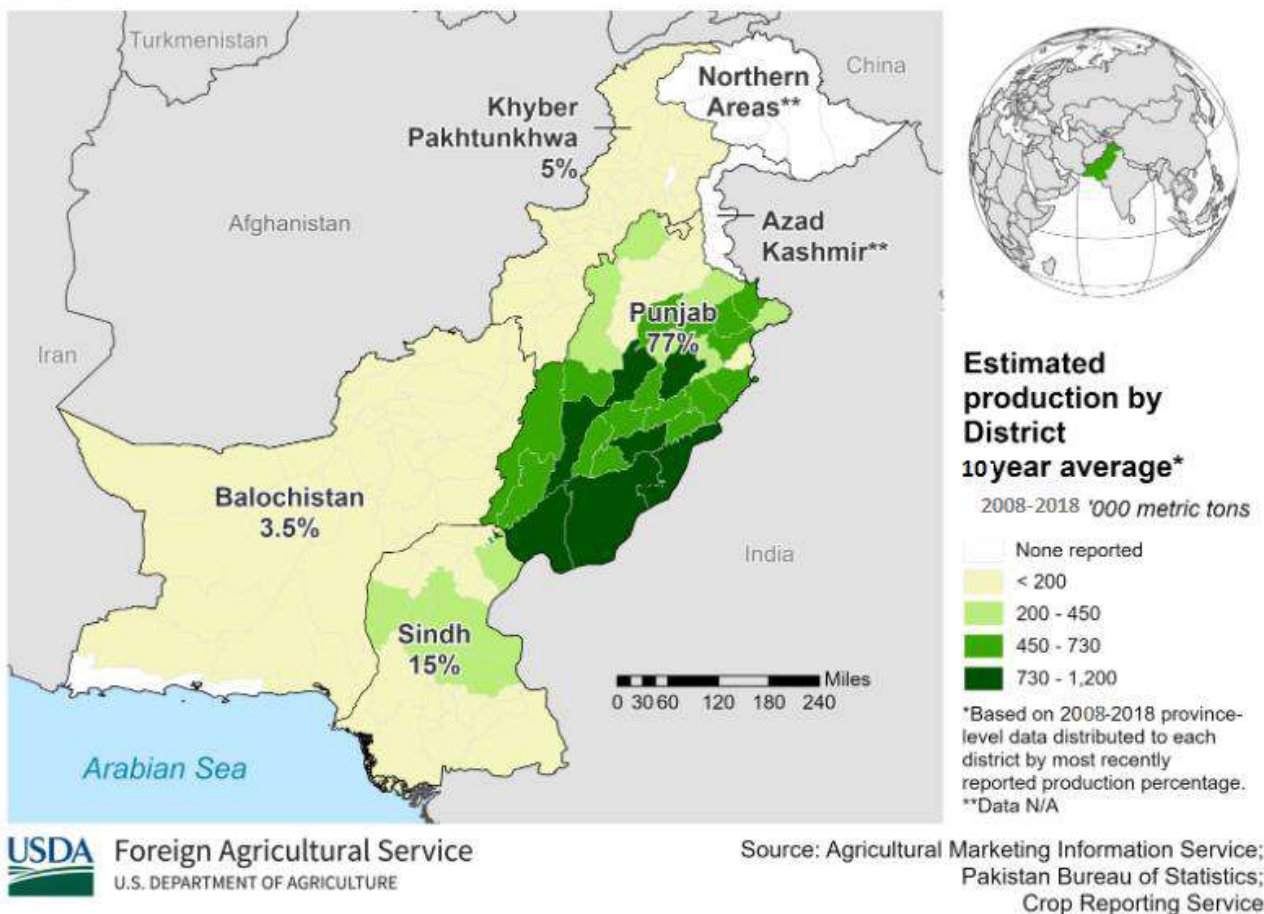 Turkmenistan
China
Northern
Areas**
Khyber
Pakhtunkhwa
5%
Afghanistan
Azad
Kashmir**
Punjab
77%
Iran
Balochistan
3.5%
India
Sindh
15%
Miles
0 30 60 120 180 240
Arabian Sea
Estimated
production by
District
10 year average*
2008-2018 '000 metric tons
None reported
< 200
200 - 450
450 - 730
730 - 1,200
*Based on 2008-2018 province-
level data distributed to each
district by most recently
reported production percentage.
**Data N/A
USDA
Foreign Agricultural Service
U.S. DEPARTMENT OF AGRICULTURE
Source: Agricultural Marketing Information Service;
Pakistan Bureau of Statistics;
Crop Reporting Service